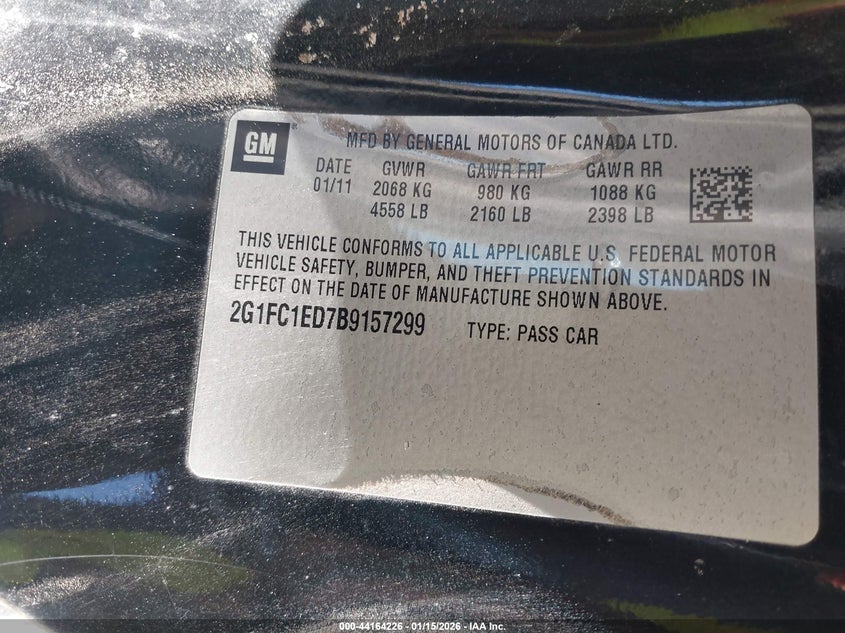 GM
MFD BY GENERAL MOTORS OF CANADA LTD.
DATE GVWR GAWR FRT GAWR RR
01/11 2068 KG 980 KG 1088 KG
4558 LB 2160 LB 2398 LB
THIS VEHICLE CONFORMS TO ALL APPLICABLE U.S. FEDERAL MOTOR
VEHICLE SAFETY, BUMPER, AND THEFT PREVENTION STANDARDS IN
EFFECT ON THE DATE OF MANUFACTURE SHOWN ABOVE.
2G1FC1ED7B9157299 TYPE: PASS CAR
000-44164226 - 01/15/2026 - IAA Inc.